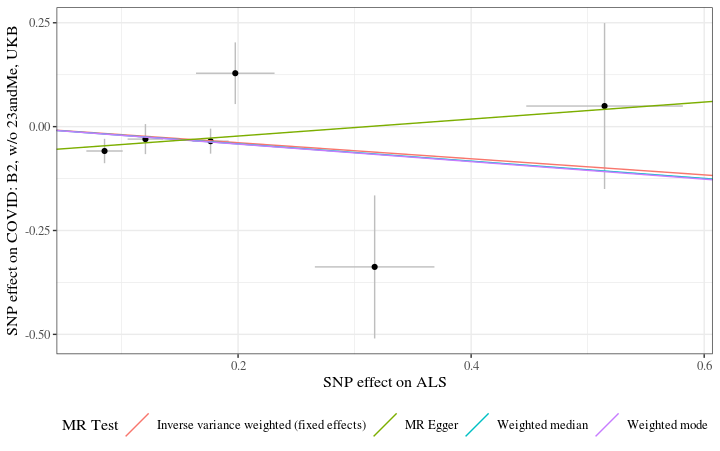 SNP effect on COVID: B2, w/o 23andMe, UKB
0.25
0.00
-0.25
-0.50
0.2
0.4
0.6
SNP effect on ALS
MR Test
Inverse variance weighted (fixed effects)
MR Egger
Weighted median
Weighted mode